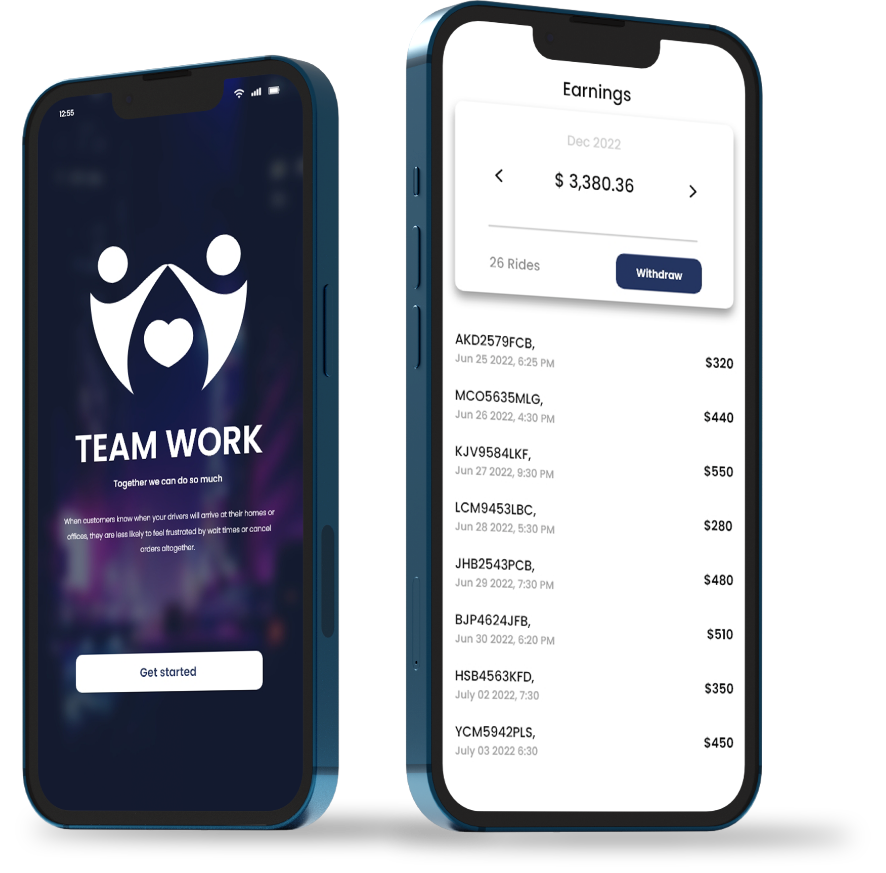 12:55
TEAM WORK
Together we can do so much
When customers know when your drivers will arrive at their homes or
offices, they are less likely to feel frustrated by wait times or cancel
orders altogether.
Get started
Earnings
Dec 2022
$ 3,380.36
26 Rides
Withdraw
AKD2579FCB,
Jun 25 2022, 6:25 PM
$320
MCO5635MLG,
Jun 26 2022, 4:30 PM
$440
KJV9584LKF,
Jun 27 2022, 9:30 PM
$550
LCM9453LBC,
Jun 28 2022, 5:30 PM
$280
JHB2543PCB,
Jun 29 2022, 7:30 PM
$480
BJP4624JFB,
Jun 30 2022, 6:20 PM
$510
HSB4563KFD,
July 02 2022, 7:30
$350
YCM5942PLS,
July 03 2022 6:30
$450